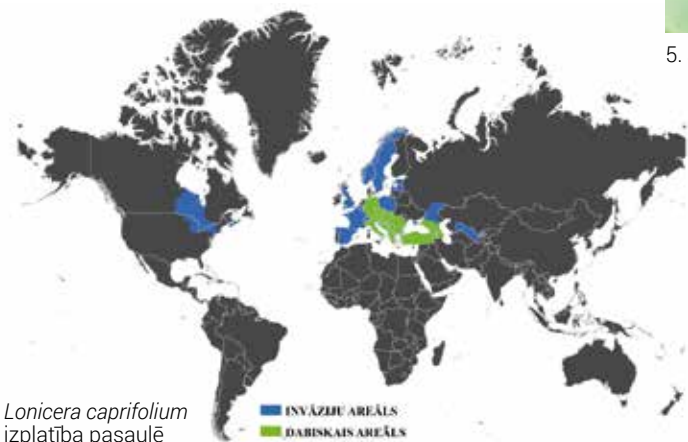 5.
Lonicera caprifolium
izplatība pasaulē
INVĀZIJU AREĀLS
DABISKAIS AREĀLS